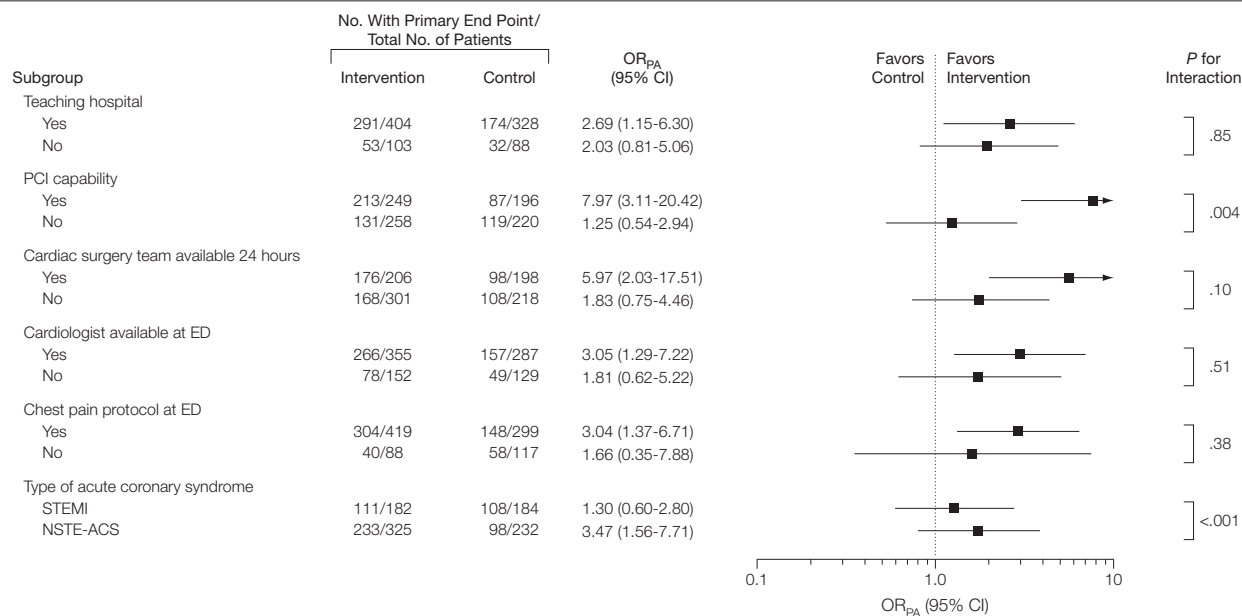 No. With Primary End Point/
Total No. of Patients
Subgroup Intervention Control OR_PA (95% CI) Favors Control Favors Intervention P for Interaction
Teaching hospital
Yes 291/404 174/328 2.69 (1.15-6.30)
No 53/103 32/88 2.03 (0.81-5.06)
.85
PCI capability
Yes 213/249 87/196 7.97 (3.11-20.42)
No 131/258 119/220 1.25 (0.54-2.94)
.004
Cardiac surgery team available 24 hours
Yes 176/206 98/198 5.97 (2.03-17.51)
No 168/301 108/218 1.83 (0.75-4.46)
.10
Cardiologist available at ED
Yes 266/355 157/287 3.05 (1.29-7.22)
No 78/152 49/129 1.81 (0.62-5.22)
.51
Chest pain protocol at ED
Yes 304/419 148/299 3.04 (1.37-6.71)
No 40/88 58/117 1.66 (0.35-7.88)
.38
Type of acute coronary syndrome
STEMI 111/182 108/184 1.30 (0.60-2.80)
NSTE-ACS 233/325 98/232 3.47 (1.56-7.71)
<.001
0.1 1.0 10
OR_PA (95% CI)